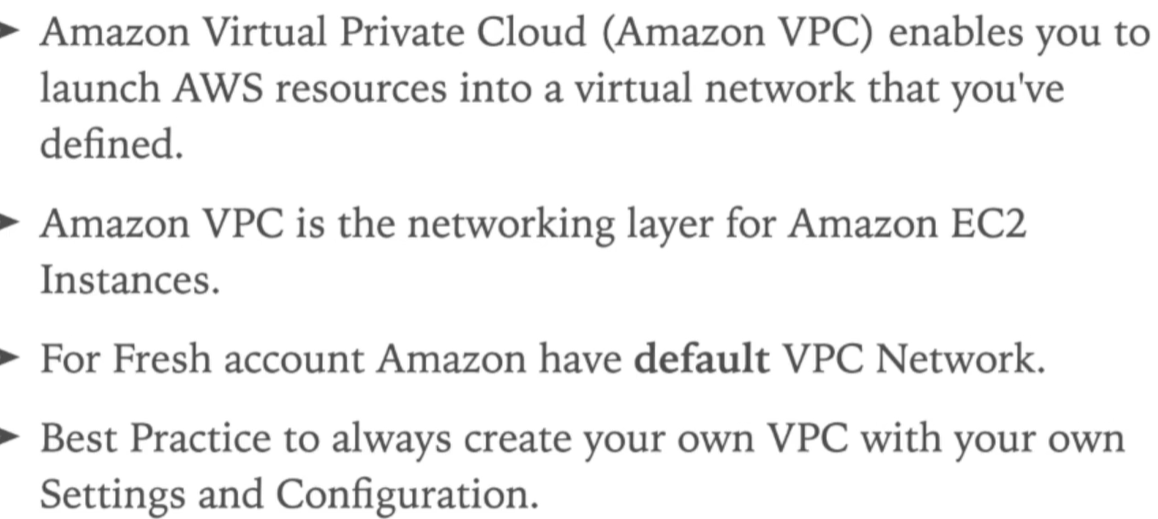 ➤ Amazon Virtual Private Cloud (Amazon VPC) enables you to
launch AWS resources into a virtual network that you've
defined.
➤ Amazon VPC is the networking layer for Amazon EC2
Instances.
➤ For Fresh account Amazon have default VPC Network.
➤ Best Practice to always create your own VPC with your own
Settings and Configuration.